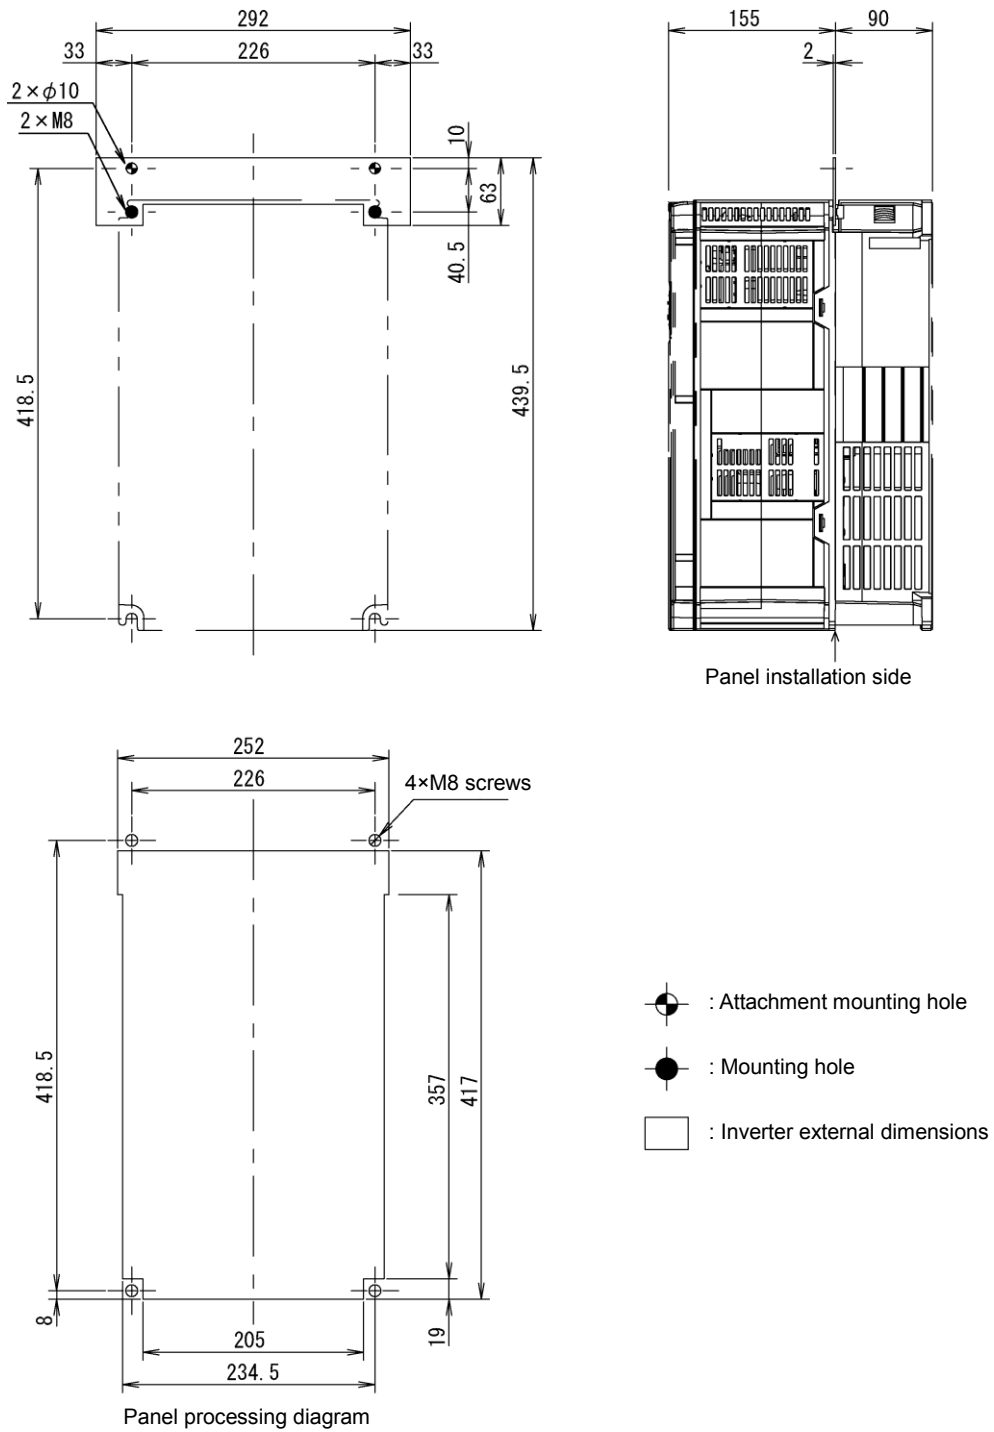 292
33
226
33
2×φ10
2×M8
10
63
40.5
418.5
439.5
155
90
2
Panel installation side
252
226
4×M8 screws
418.5
357
417
8
19
205
234.5
Panel processing diagram
: Attachment mounting hole
: Mounting hole
: Inverter external dimensions